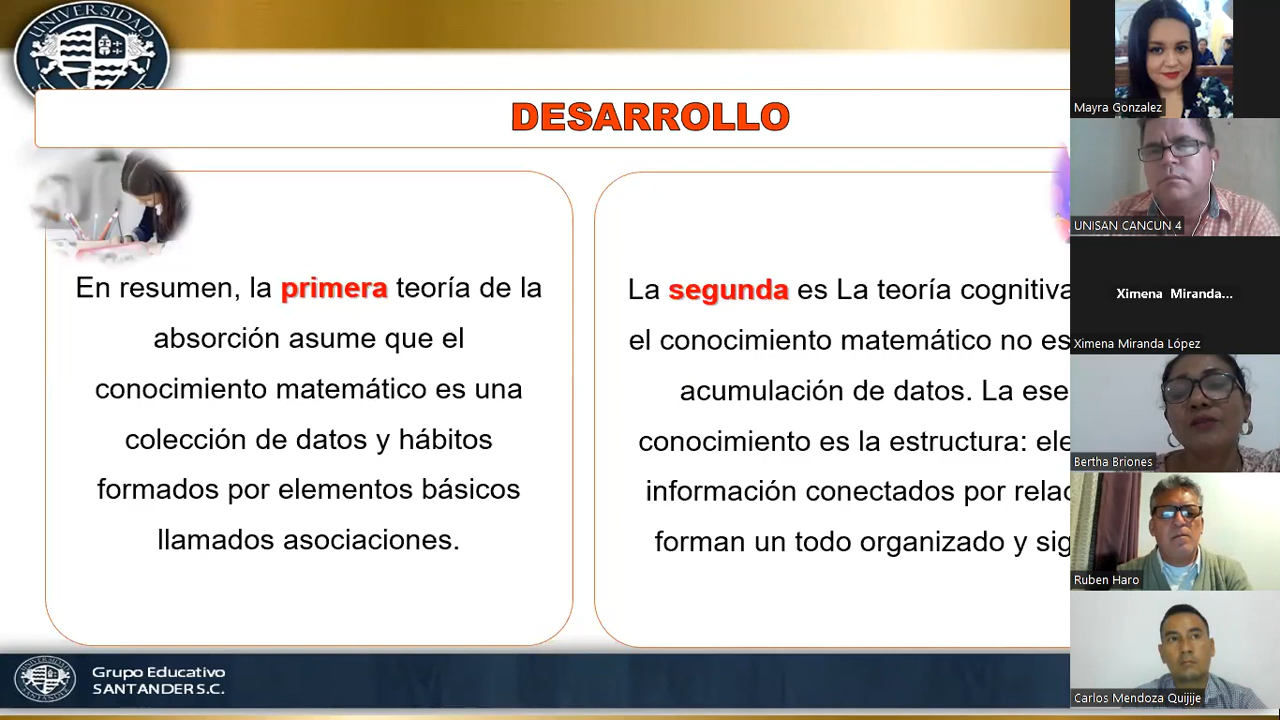 UNIVERSIDAD
DESARROLLO
En resumen, la primera teoría de la
absorción asume que el
conocimiento matemático es una
colección de datos y hábitos
formados por elementos básicos
llamados asociaciones.
La segunda es La teoría cognitiva
el conocimiento matemático no es
acumulación de datos. La ese
conocimiento es la estructura: ele
información conectados por relac
forman un todo organizado y sig
Grupo Educativo
SANTANDER S.C.
Mayra Gonzalez
UNISAN CANCUN 4
Ximena Miranda...
Ximena Miranda López
Bertha Briones
Ruben Haro
Carlos Mendoza Quijije